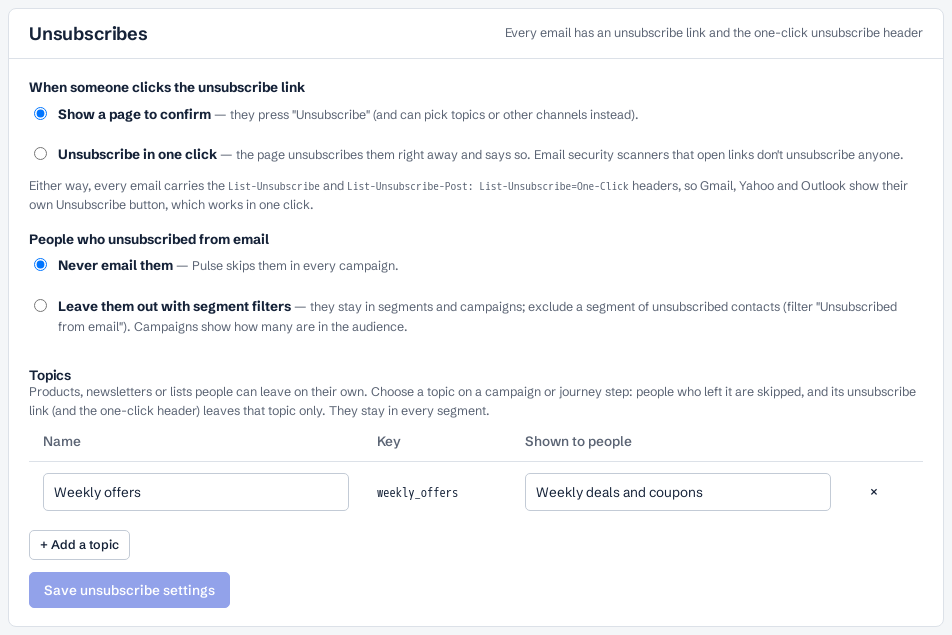 Unsubscribes
Every email has an unsubscribe link and the one-click unsubscribe header
When someone clicks the unsubscribe link
Show a page to confirm — they press "Unsubscribe" (and can pick topics or other channels instead).
Unsubscribe in one click — the page unsubscribes them right away and says so. Email security scanners that open links don't unsubscribe anyone.
Either way, every email carries the List-Unsubscribe and List-Unsubscribe-Post: List-Unsubscribe=One-Click headers, so Gmail, Yahoo and Outlook show their
own Unsubscribe button, which works in one click.
People who unsubscribed from email
Never email them — Pulse skips them in every campaign.
Leave them out with segment filters — they stay in segments and campaigns; exclude a segment of unsubscribed contacts (filter "Unsubscribed
from email"). Campaigns show how many are in the audience.
Topics
Products, newsletters or lists people can leave on their own. Choose a topic on a campaign or journey step: people who left it are skipped, and its unsubscribe
link (and the one-click header) leaves that topic only. They stay in every segment.
Name Key Shown to people
Weekly offers weekly_offers Weekly deals and coupons ×
+ Add a topic
Save unsubscribe settings